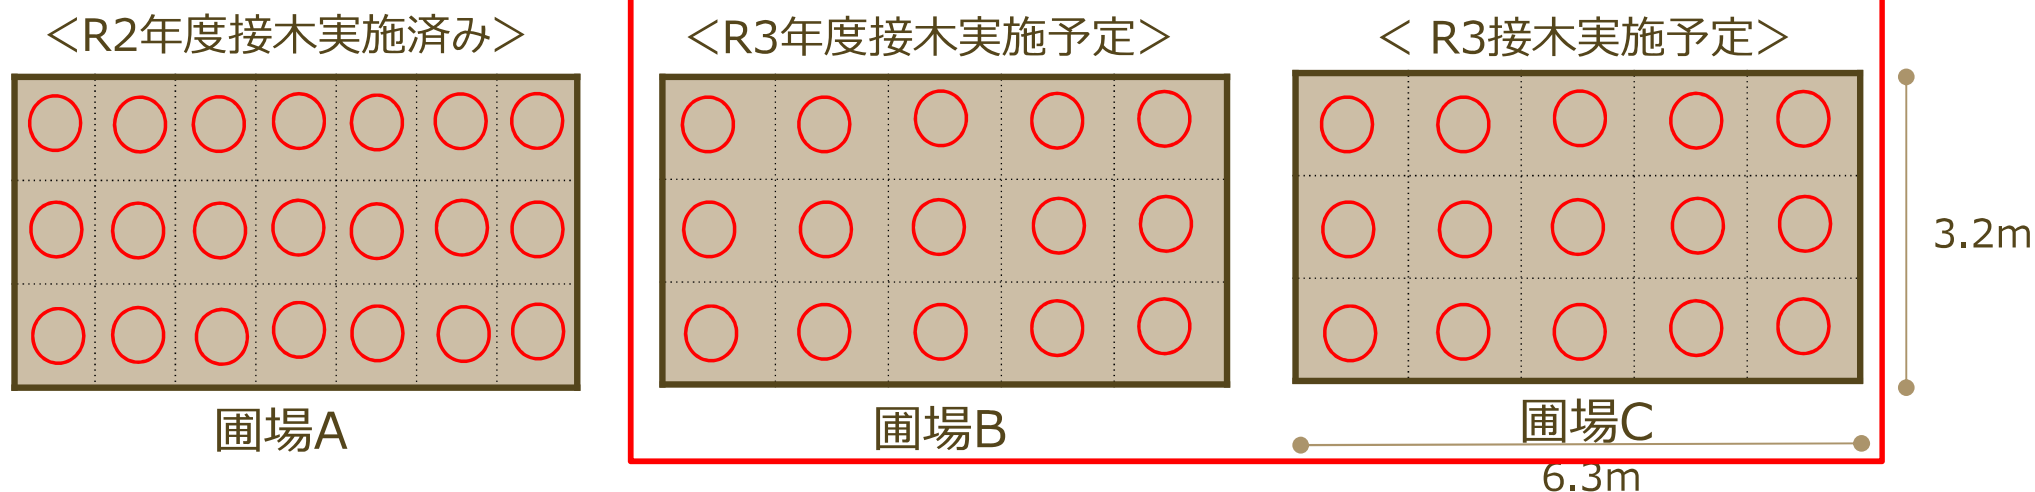 ＜R2年度接木実施済み＞
＜R3年度接木実施予定＞
＜ R3接木実施予定＞
3.2m
圃場A
圃場B
圃場C
6.3m